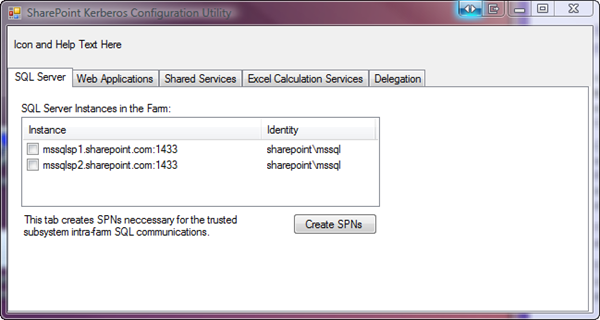 SharePoint Kerberos Configuration Utility
Icon and Help Text Here
SQL Server Web Applications Shared Services Excel Calculation Services Delegation
SQL Server Instances in the Farm:
Instance Identity
mssqlsp1.sharepoint.com:1433 sharepoint\mssql
mssqlsp2.sharepoint.com:1433 sharepoint\mssql
This tab creates SPNs neccessary for the trusted
subsystem intra-farm SQL communications.
Create SPNs